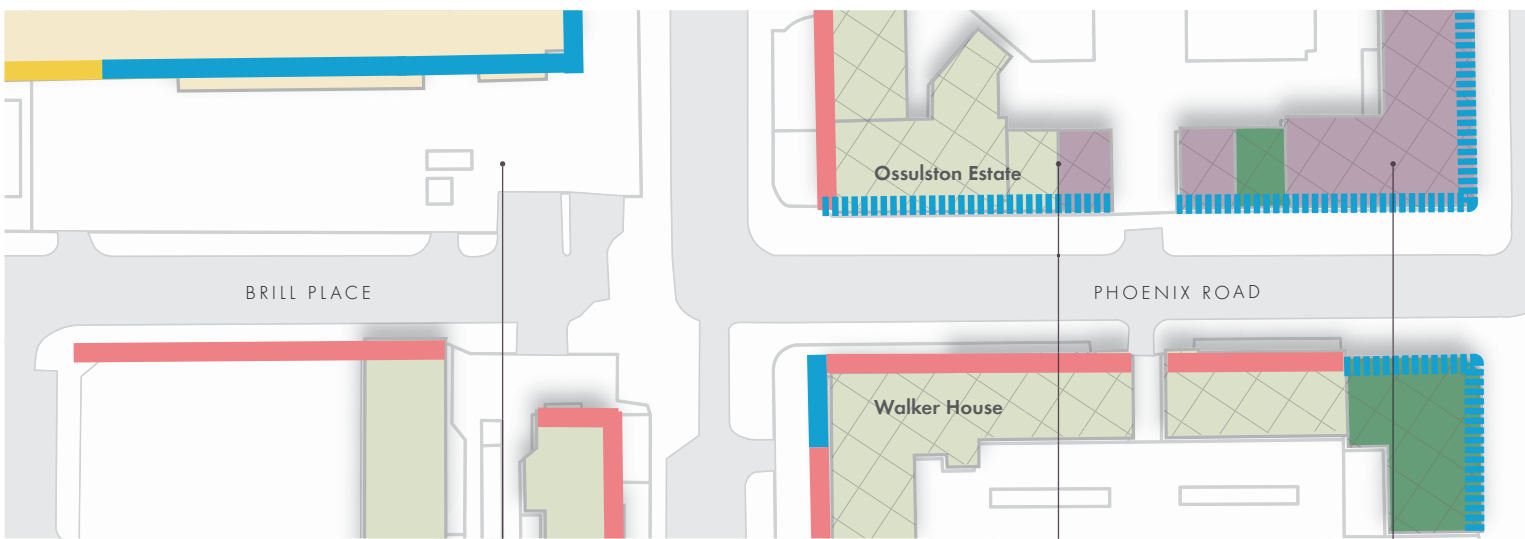 Ossulston Estate
BRILL PLACE
PHOENIX ROAD
Walker House